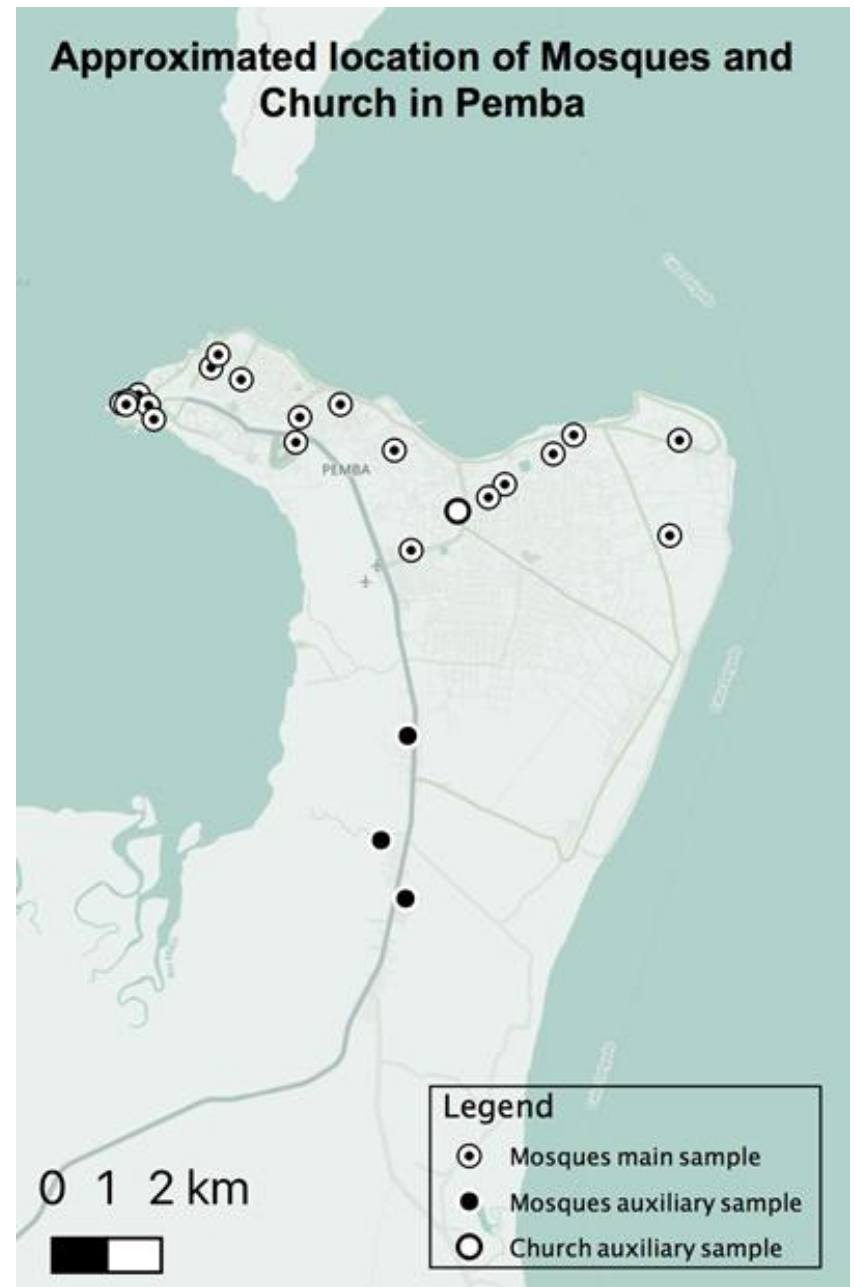 Approximated location of Mosques and
Church in Pemba
PEMBA
Legend
Mosques main sample
Mosques auxiliary sample
Church auxiliary sample
0 1 2 km